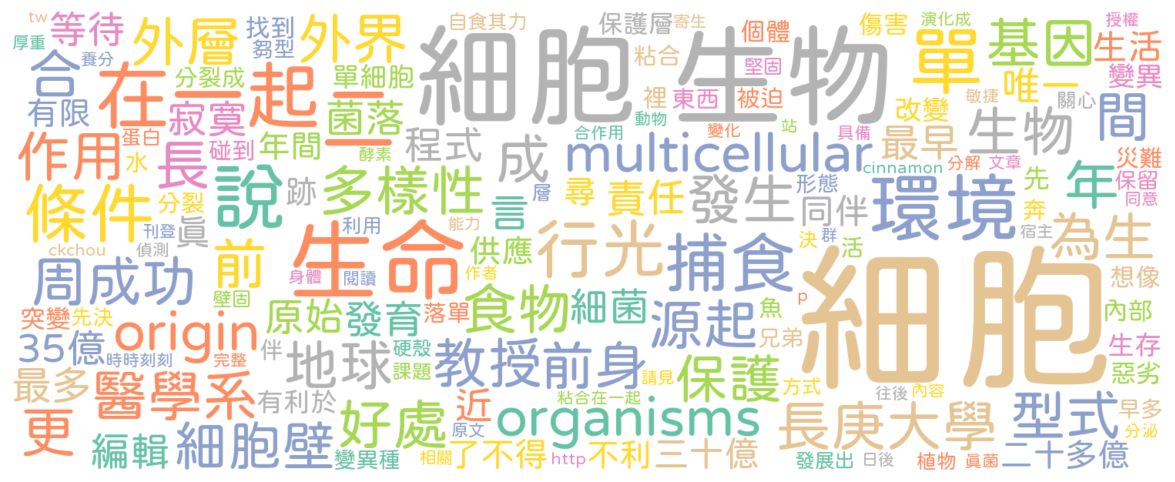 tw
等待
外層
找到
芻型
外界
自食其力
保護層
寄生
個體
傷害
演化成
授權
厚重
養分
合
在一起
分裂成
單細胞
細胞生物
粘合
堅固
單
基因
唯一
生活
變異
有限
寂寞
菌落
一
裡
東西
被迫
動物
改變
敏捷
關心
間
作用
蛋白
碰到
年間
酵素
程式
成
合作用
變化
站
具備
最早
生物
水
長
multicellular
cinnamon
分解
文章
災難
保留
同意
條件
分裂
說
跡
多樣性
言
層
尋
責任
發生
形態
同伴
環境
先
年
奔
刊登
真
偵測
ckchou
前
生命
利用
能力
供應
行光
捕食
決
群
活
宿主
為生
周成功
身體
閱讀
作者
想像
壁固
原始
發育
落單
食物
細菌
源起
p
魚
兄弟
細胞
內部
突變
先決
origin
35億
時時刻刻
完整
伴
地球
硬殼
課題
教授
前身
請見
保護
方式
往後
內容
生存
惡劣
最多
醫學系
有利於
好處
近
原文
粘合在一起
organisms
長庚大學
型式
早多
分泌
更
編輯
細胞壁
變異種
相關
了不得
http
不利
三十億
發展出
日後
植物
真菌
二十多億